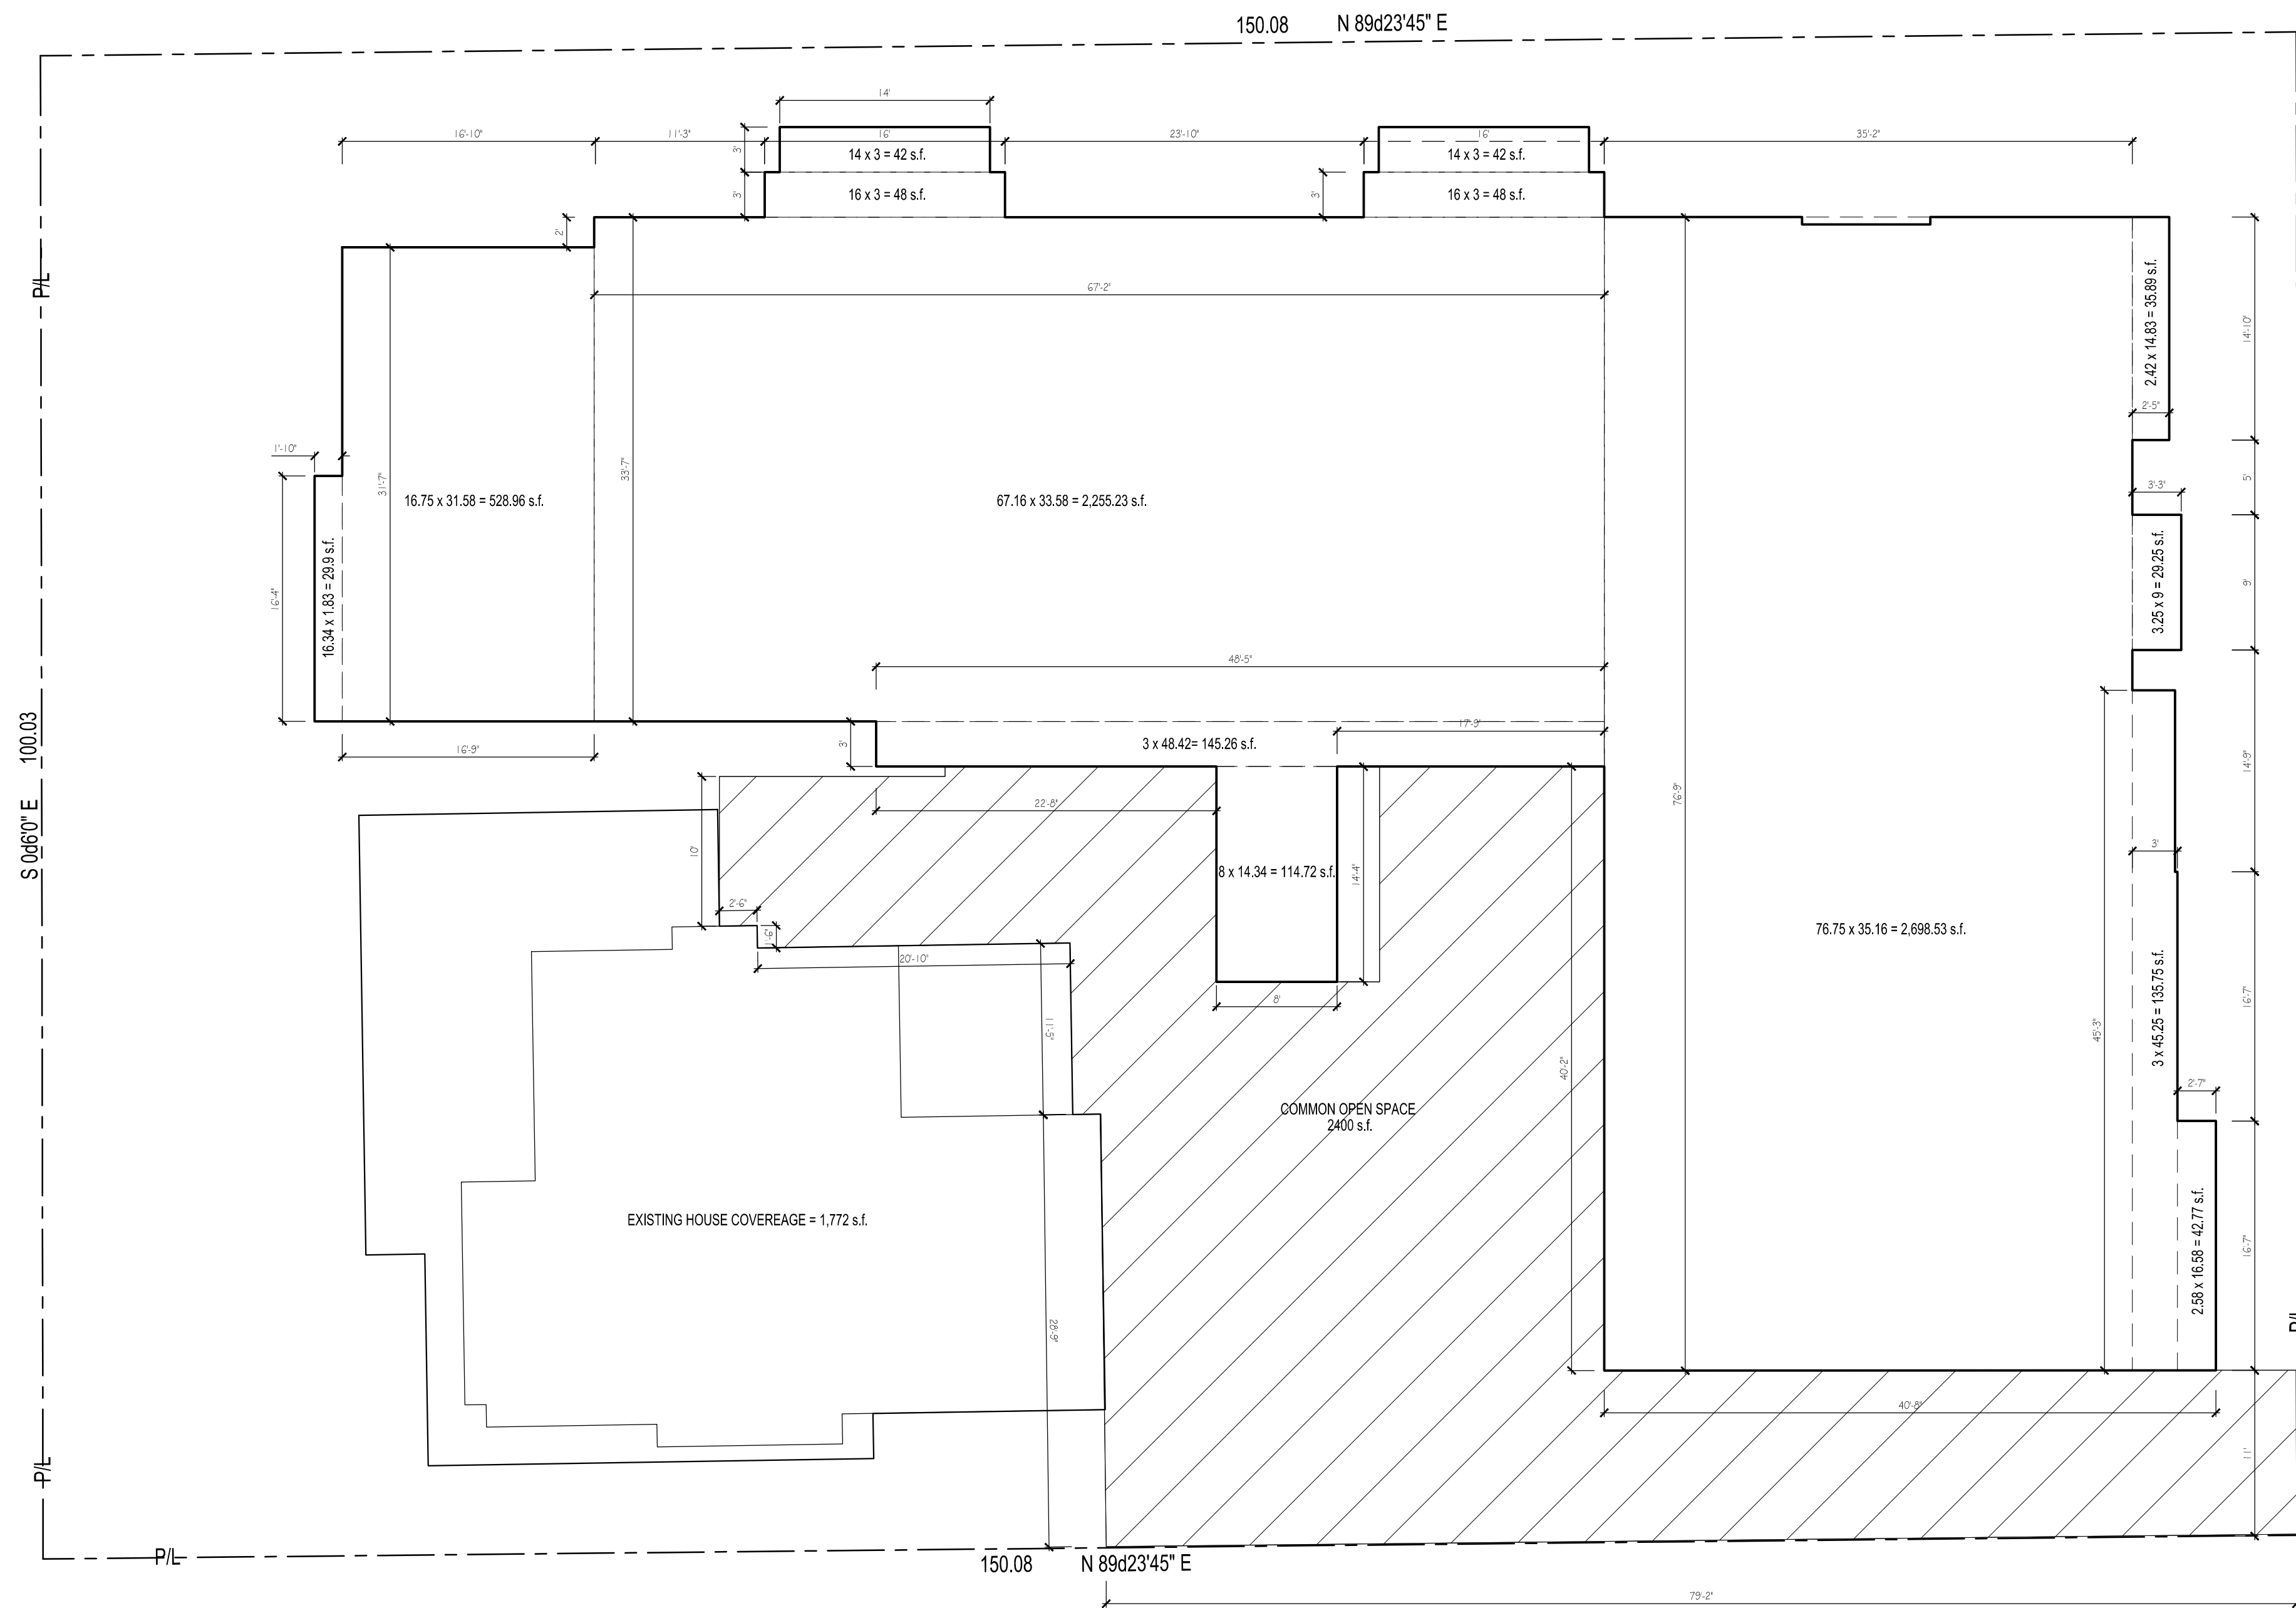 150.08 N 89d23'45" E
14'
16'-10"
11'-3"
3'
16'
23'-10"
16'
35'-2"
14 x 3 = 42 s.f.
14 x 3 = 42 s.f.
3'
16 x 3 = 48 s.f.
3'
16 x 3 = 48 s.f.
2'
P/L
67'-2"
2.42 x 14.83 = 35.89 s.f.
14'-10"
2'-5"
1'-10"
31'-7"
33'-7"
5'
3'-3"
16.75 x 31.58 = 528.96 s.f.
67.16 x 33.58 = 2,255.23 s.f.
16'-4"
16.34 x 1.83 = 29.9 s.f.
3.25 x 9 = 29.25 s.f.
9'
48'-5"
17'-9"
S 0d6'0" E 100.03
16'-9"
3'
3 x 48.42= 145.26 s.f.
76'-9"
14'-9"
22'-8"
10'
3'
8 x 14.34 = 114.72 s.f.
14'-4"
2'-6"
1'-6"
76.75 x 35.16 = 2,698.53 s.f.
20'-10"
8'
11'-5"
40'-2"
45'-3"
3 x 45.25 = 135.75 s.f.
16'-7"
2'-7"
COMMON OPEN SPACE
2400 s.f.
EXISTING HOUSE COVEREAGE = 1,772 s.f.
2.58 x 16.58 = 42.77 s.f.
16'-7"
28'-9"
P/L
40'-8"
11'
P/L
P/L
150.08 N 89d23'45" E
79'-2"